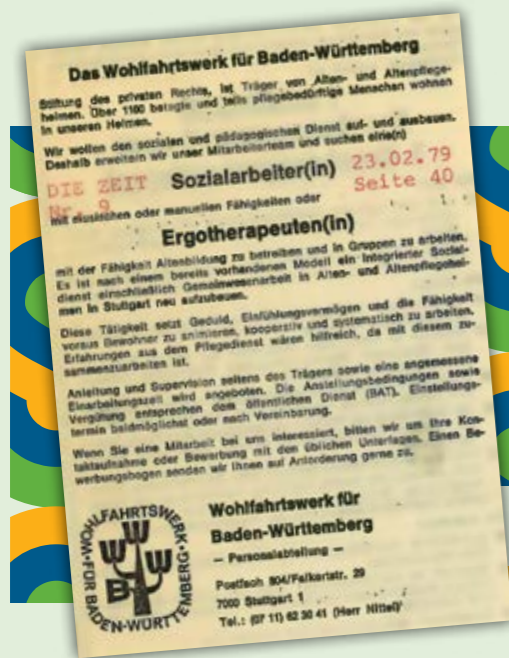 Das Wohlfahrtswerk für Baden-Württemberg
Stiftung des privaten Rechts, ist Träger von Alten- und Altenpflege-
heimen. Über 1100 betagte und teils pflegebedürftige Menschen wohnen
in unseren Heimen.
Wir wollen den sozialen und pädagogischen Dienst auf- und ausbauen.
Deshalb erweitern wir unser Mitarbeiterteam und suchen eine(n)
DIE ZEIT Sozialarbeiter(in) 23.02.79
Nr. 9 Seite 40
mit musischen oder manuellen Fähigkeiten oder
Ergotherapeuten(in)
mit der Fähigkeit Altenbildung zu betreiben und in Gruppen zu arbeiten.
Es ist nach einem bereits vorhandenen Modell ein integrierter Sozial-
dienst einschließlich Gemeinwesenarbeit in Alten- und Altenpflegehei-
men in Stuttgart neu aufzubauen.
Diese Tätigkeit setzt Geduld, Einfühlungsvermögen und die Fähigkeit
voraus Bewohner zu animieren, kooperativ und systematisch zu arbeiten.
Erfahrungen aus dem Pflegedienst wären hilfreich, da mit diesem zu-
sammenzuarbeiten ist.
Anleitung und Supervision seitens des Trägers sowie eine angemessene
Einarbeitungszeit wird angeboten. Die Anstellungsbedingungen sowie
Vergütung entsprechen dem öffentlichen Dienst (BAT). Einstellungs-
termin baldmöglichst oder nach Vereinbarung.
Wenn Sie eine Mitarbeit bei uns interessiert, bitten wir um Ihre Kon-
taktaufnahme oder Bewerbung mit den üblichen Unterlagen. Einen Be-
werbungsbogen senden wir Ihnen auf Anforderung gerne zu.
WOHLFAHRTSWERK·FÜR BADEN-WÜRTTEMBERG·
W W W
B
Wohlfahrtswerk für
Baden-Württemberg
— Personalabteilung —
Postfach 804/Falkertstr. 29
7000 Stuttgart 1
Tel.: (07 11) 62 30 41 (Herr Nittel)